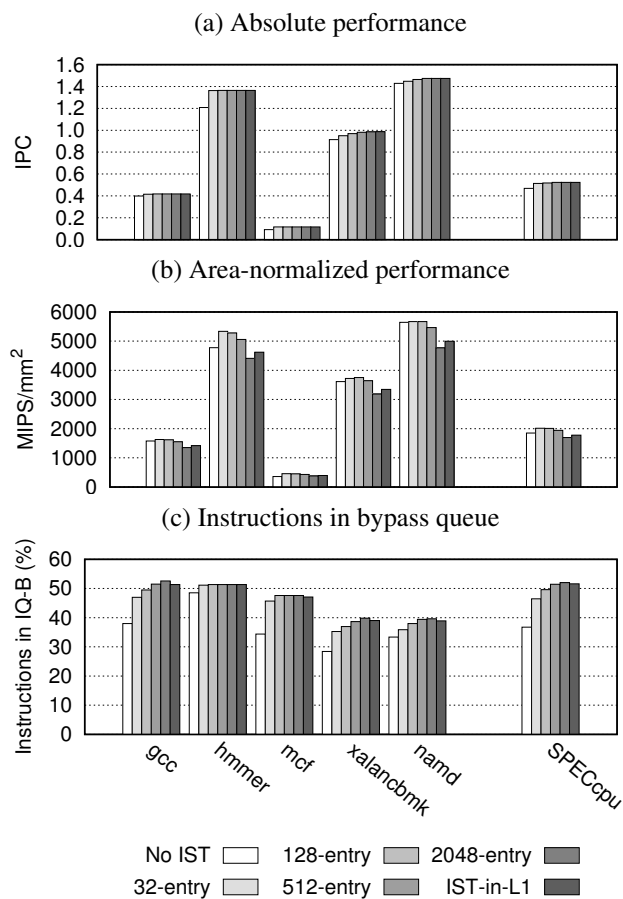 (a) Absolute performance
IPC
1.6
1.4
1.2
1.0
0.8
0.6
0.4
0.2
0.0
(b) Area-normalized performance
MIPS/mm²
6000
5000
4000
3000
2000
1000
0
(c) Instructions in bypass queue
Instructions in IQ-B (%)
60
50
40
30
20
10
0
gcc
hmmer
mcf
xalancbmk
namd
SPECcpu
No IST 128-entry 2048-entry
32-entry 512-entry IST-in-L1